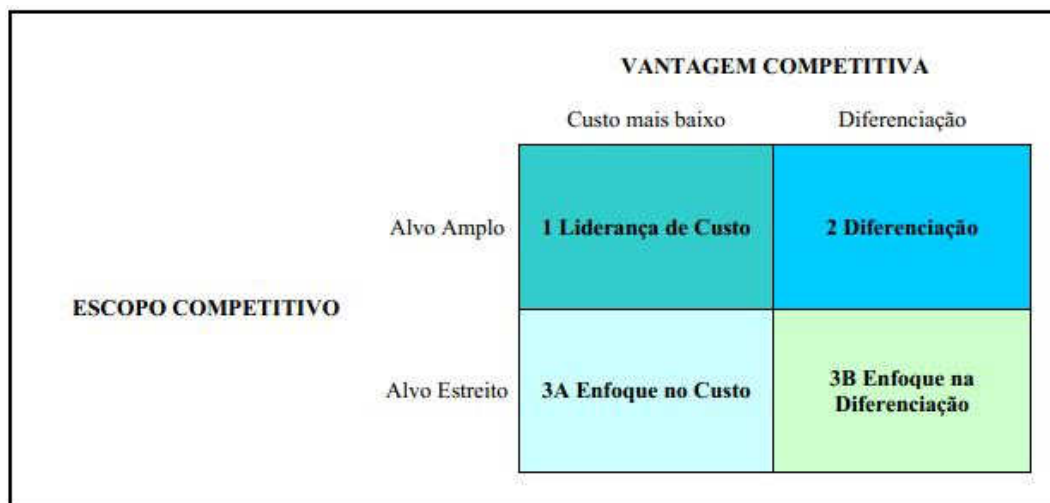 VANTAGEM COMPETITIVA
Custo mais baixo
Diferenciação
Alvo Amplo
1 Liderança de Custo
2 Diferenciação
ESCOPO COMPETITIVO
Alvo Estreito
3A Enfoque no Custo
3B Enfoque na
Diferenciação